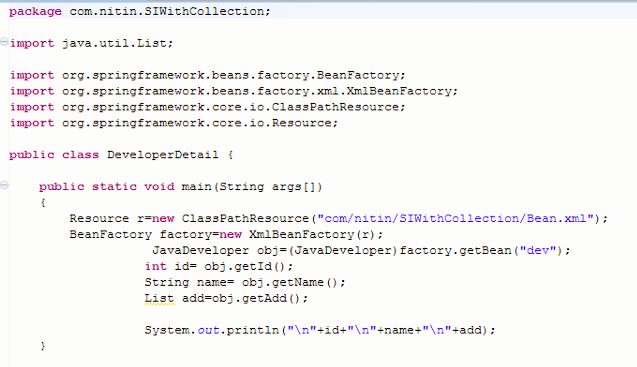 package com.nitin.SIWithCollection;
import java.util.List;
import org.springframework.beans.factory.BeanFactory;
import org.springframework.beans.factory.xml.XmlBeanFactory;
import org.springframework.core.io.ClassPathResource;
import org.springframework.core.io.Resource;
public class DeveloperDetail {
public static void main(String args[])
{
Resource r=new ClassPathResource("com/nitin/SIWithCollection/Bean.xml");
BeanFactory factory=new XmlBeanFactory(r);
JavaDeveloper obj=(JavaDeveloper)factory.getBean("dev");
int id= obj.getId();
String name= obj.getName();
List add=obj.getAdd();
System.out.println("\n"+id+"\n"+name+"\n"+add);
}